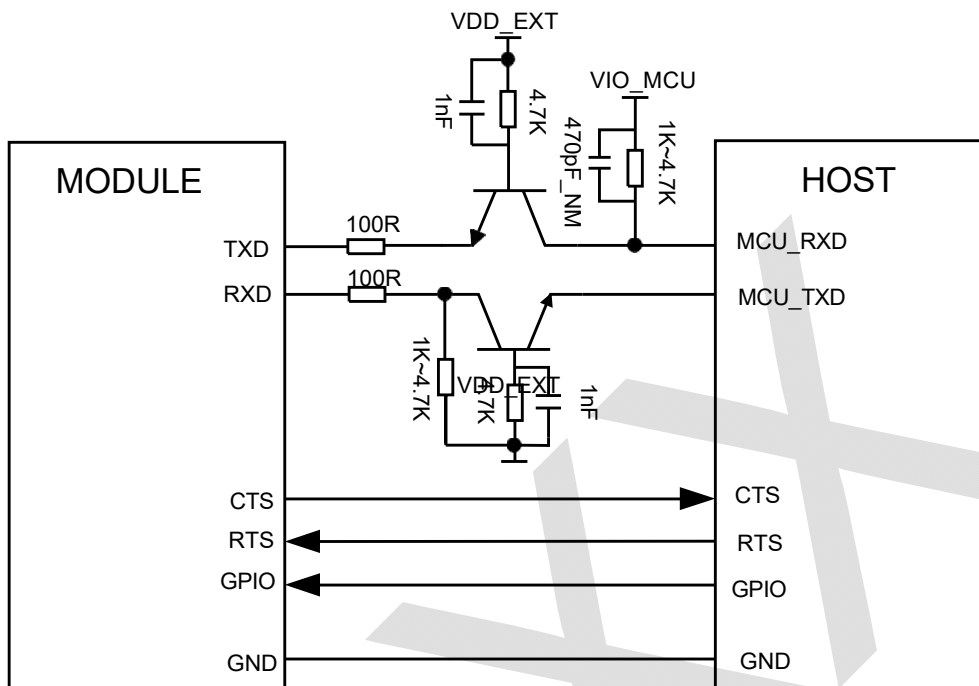 VDD_EXT
VIO_MCU
1nF
4.7K
470pF_NM
1K~4.7K
MODULE
HOST
100R
TXD
MCU_RXD
100R
RXD
MCU_TXD
1K~4.7K
VDD_EXT
4.7K
1nF
CTS
CTS
RTS
RTS
GPIO
GPIO
GND
GND